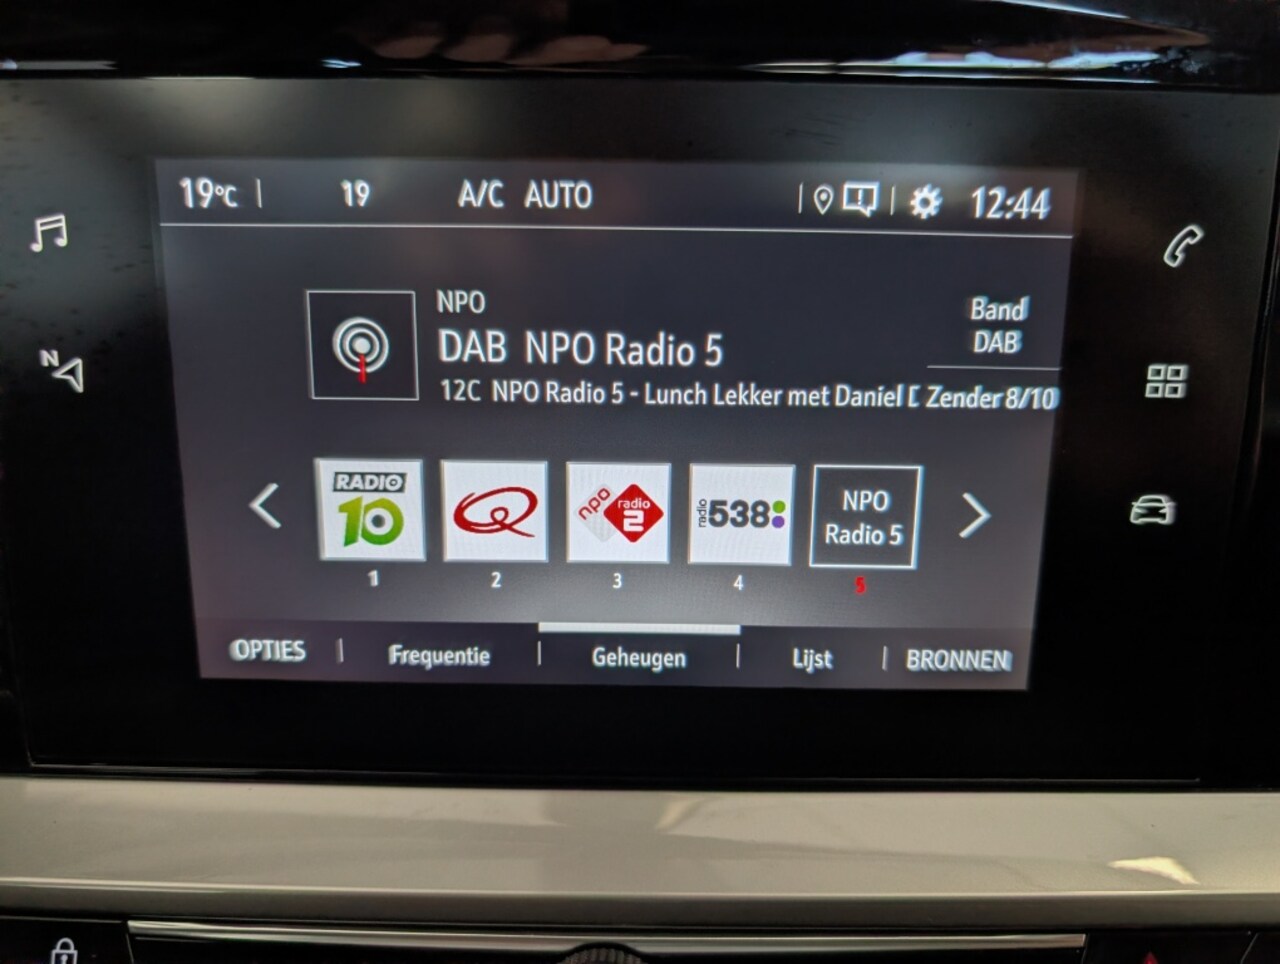 19°C 19 A/C AUTO 12:44
NPO
DAB NPO Radio 5
12C NPO Radio 5 - Lunch Lekker met Daniel
Band
DAB
Zender 8/10
N
RADIO
10
1
Q
2
npo radio 2
3
radio 538
4
NPO
Radio 5
5
OPTIES Frequentie Geheugen Lijst BRONNEN